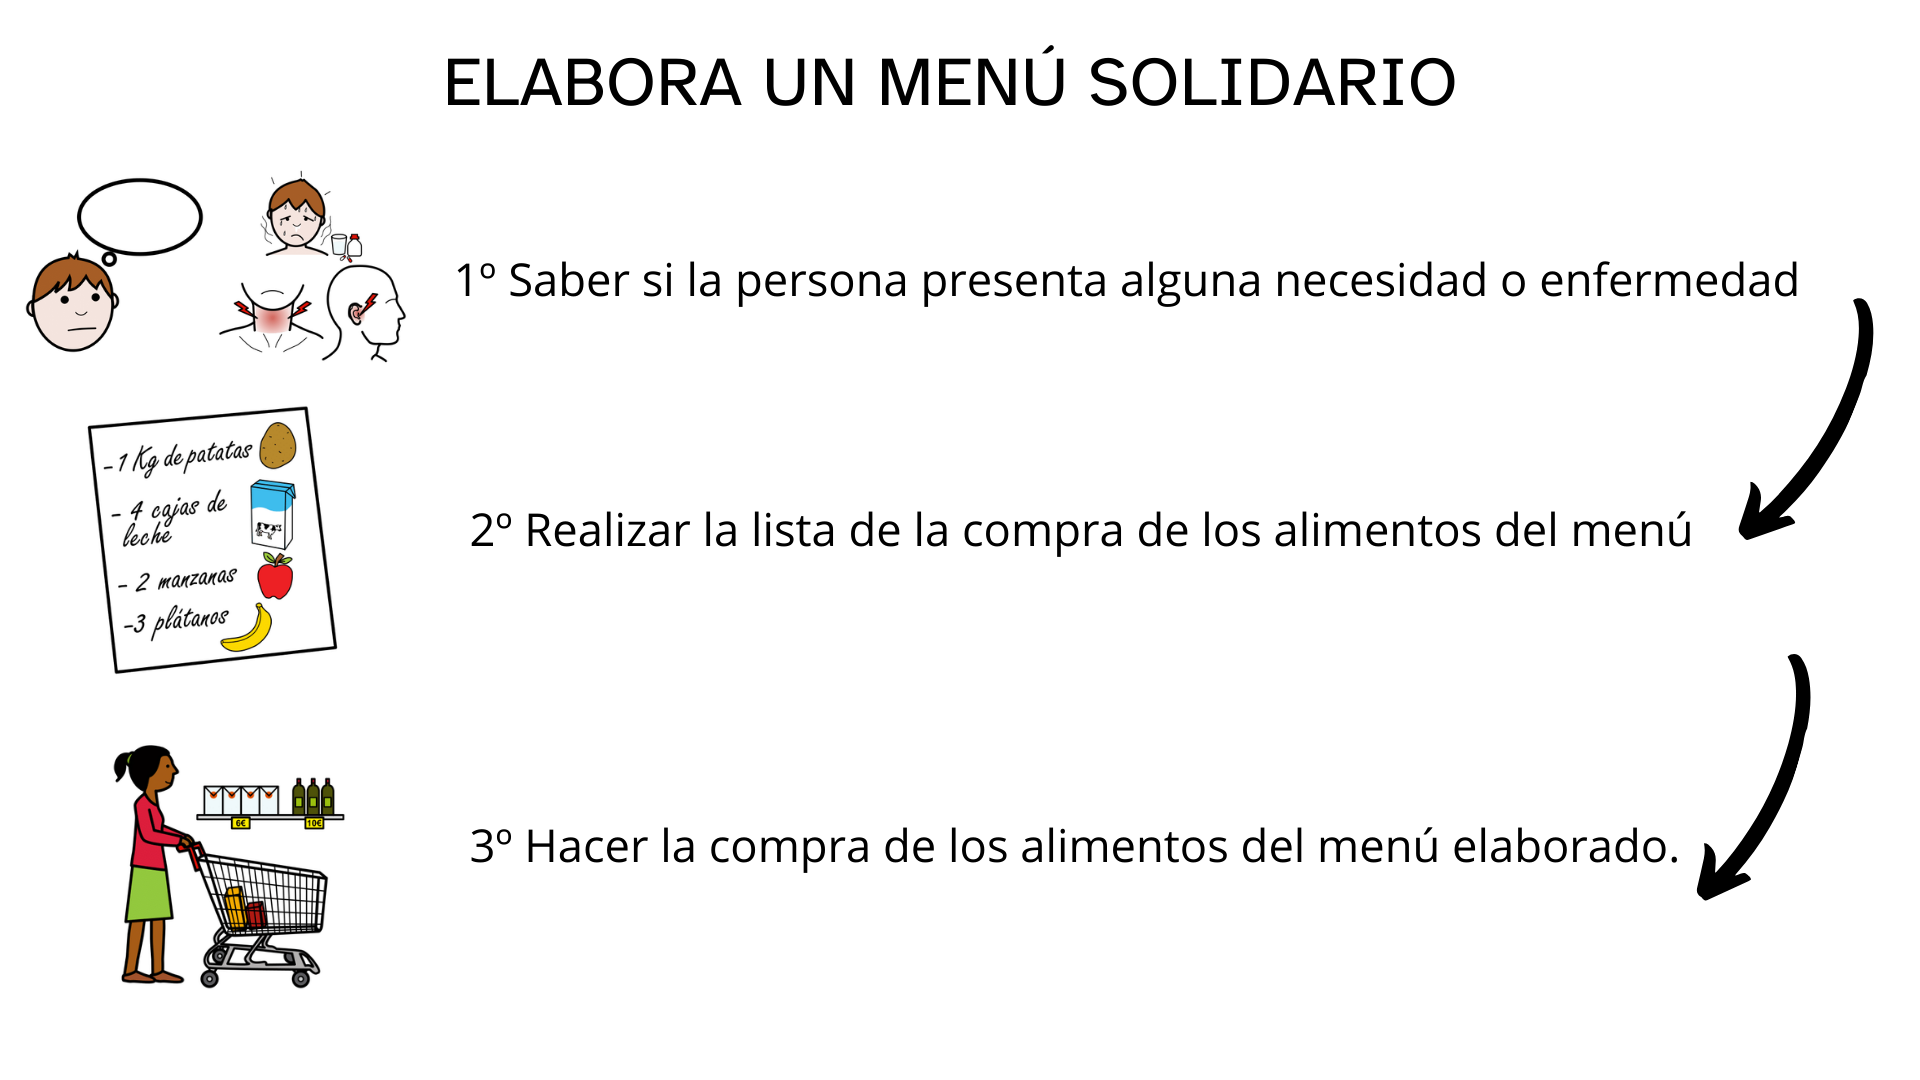 ELABORA UN MENÚ SOLIDARIO
1º Saber si la persona presenta alguna necesidad o enfermedad
- 1 Kg de patatas
- 4 cajas de
leche
- 2 manzanas
-3 plátanos
2º Realizar la lista de la compra de los alimentos del menú
6€ 10€
3º Hacer la compra de los alimentos del menú elaborado.